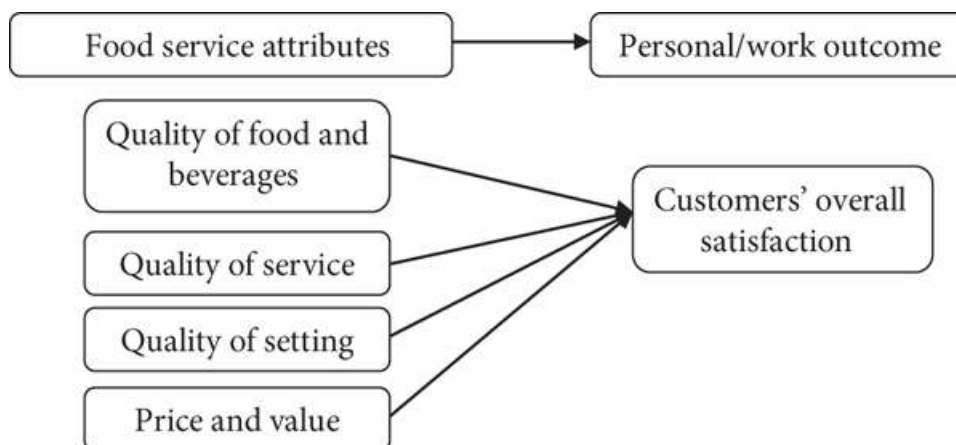 Food service attributes
Personal/work outcome
Quality of food and
beverages
Customers’ overall
satisfaction
Quality of service
Quality of setting
Price and value